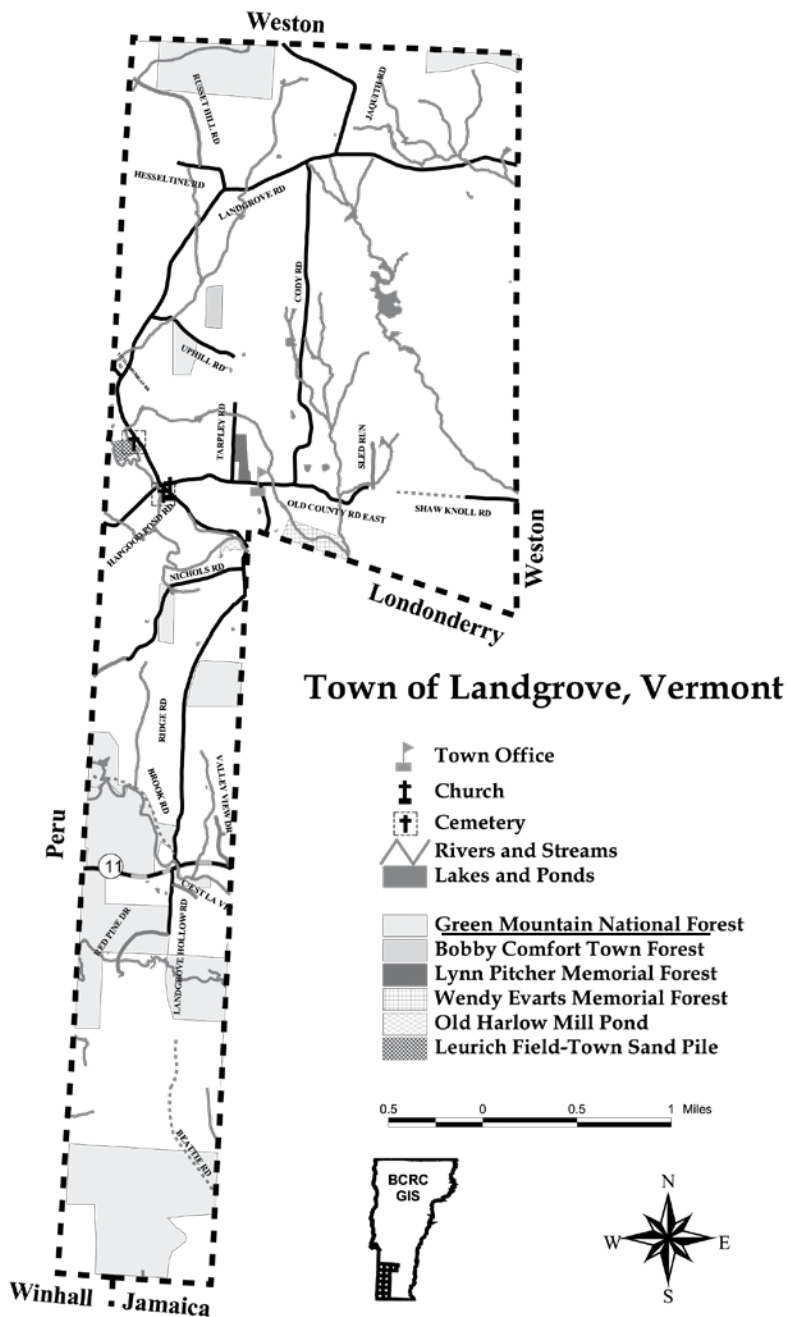 Weston
RUSSET HILL RD
JAQUITH RD
HESSELTINE RD
LANDGROVE RD
CODY RD
UPHILL RD
TARPLEY RD
SLED RUN
OLD COUNTY RD EAST
SHAW KNOLL RD
HAPGOOD POND RD
Weston
NICHOLS RD
Londonderry
Town of Landgrove, Vermont
RIDGE RD
BROOK RD
VALLEY VIEW DR
Town Office
Church
Cemetery
Rivers and Streams
Lakes and Ponds
Peru
11
C'EST LA VIE
RED PINE DR
LANDGROVE HOLLOW RD
Green Mountain National Forest
Bobby Comfort Town Forest
Lynn Pitcher Memorial Forest
Wendy Evarts Memorial Forest
Old Harlow Mill Pond
Leurich Field-Town Sand Pile
0.5 0 0.5 1 Miles
BEATTIE RD
BCRC
GIS
N
W E
S
Winhall Jamaica